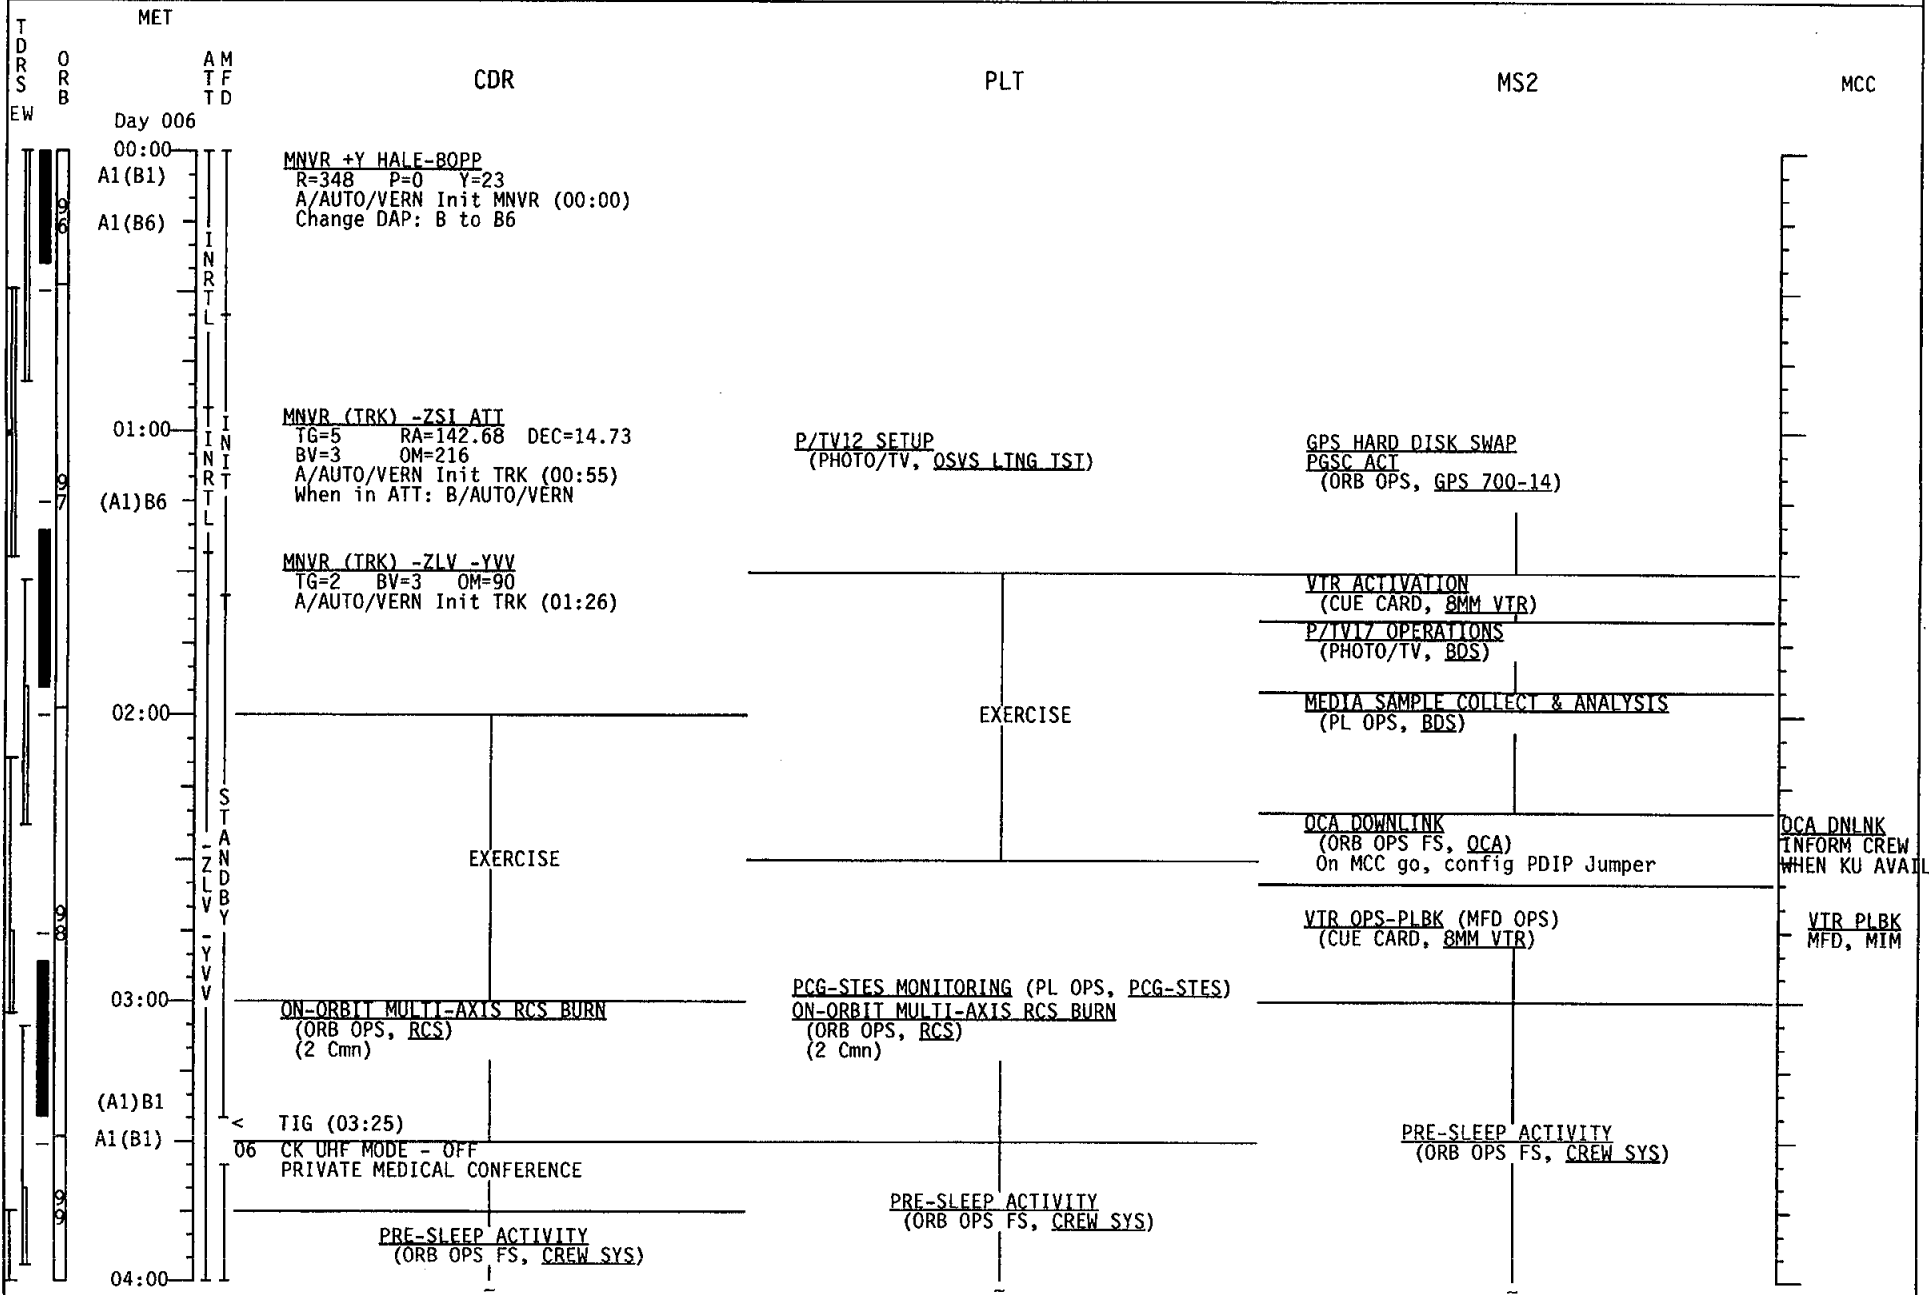 MET
TDRS
EW
ORB
ATT
MFD
CDR
PLT
MS2
MCC
Day 006
00:00
A1(B1)
A1(B6)
01:00
(A1)B6
02:00
03:00
(A1)B1
A1(B1)
04:00
96
97
98
99
INRTL
INRTL
-ZLV -YVV
INIT
STANDBY
MNVR +Y HALE-BOPP
R=348 P=0 Y=23
A/AUTO/VERN Init MNVR (00:00)
Change DAP: B to B6
MNVR (TRK) -ZSI ATT
TG=5 RA=142.68 DEC=14.73
BV=3 OM=216
A/AUTO/VERN Init TRK (00:55)
When in ATT: B/AUTO/VERN
MNVR (TRK) -ZLV -YVV
TG=2 BV=3 OM=90
A/AUTO/VERN Init TRK (01:26)
EXERCISE
ON-ORBIT MULTI-AXIS RCS BURN
(ORB OPS, RCS)
(2 Cmn)
< TIG (03:25)
06 CK UHF MODE - OFF
PRIVATE MEDICAL CONFERENCE
PRE-SLEEP ACTIVITY
(ORB OPS FS, CREW SYS)
~
P/TV12 SETUP
(PHOTO/TV, OSVS LTNG TST)
EXERCISE
PCG-STES MONITORING (PL OPS, PCG-STES)
ON-ORBIT MULTI-AXIS RCS BURN
(ORB OPS, RCS)
(2 Cmn)
PRE-SLEEP ACTIVITY
(ORB OPS FS, CREW SYS)
~
GPS HARD DISK SWAP
PGSC ACT
(ORB OPS, GPS 700-14)
VTR ACTIVATION
(CUE CARD, 8MM VTR)
P/TV17 OPERATIONS
(PHOTO/TV, BDS)
MEDIA SAMPLE COLLECT & ANALYSIS
(PL OPS, BDS)
OCA DOWNLINK
(ORB OPS FS, OCA)
On MCC go, config PDIP Jumper
VTR OPS-PLBK (MFD OPS)
(CUE CARD, 8MM VTR)
PRE-SLEEP ACTIVITY
(ORB OPS FS, CREW SYS)
~
OCA DNLNK
INFORM CREW
WHEN KU AVAIL
VTR PLBK
MFD, MIM